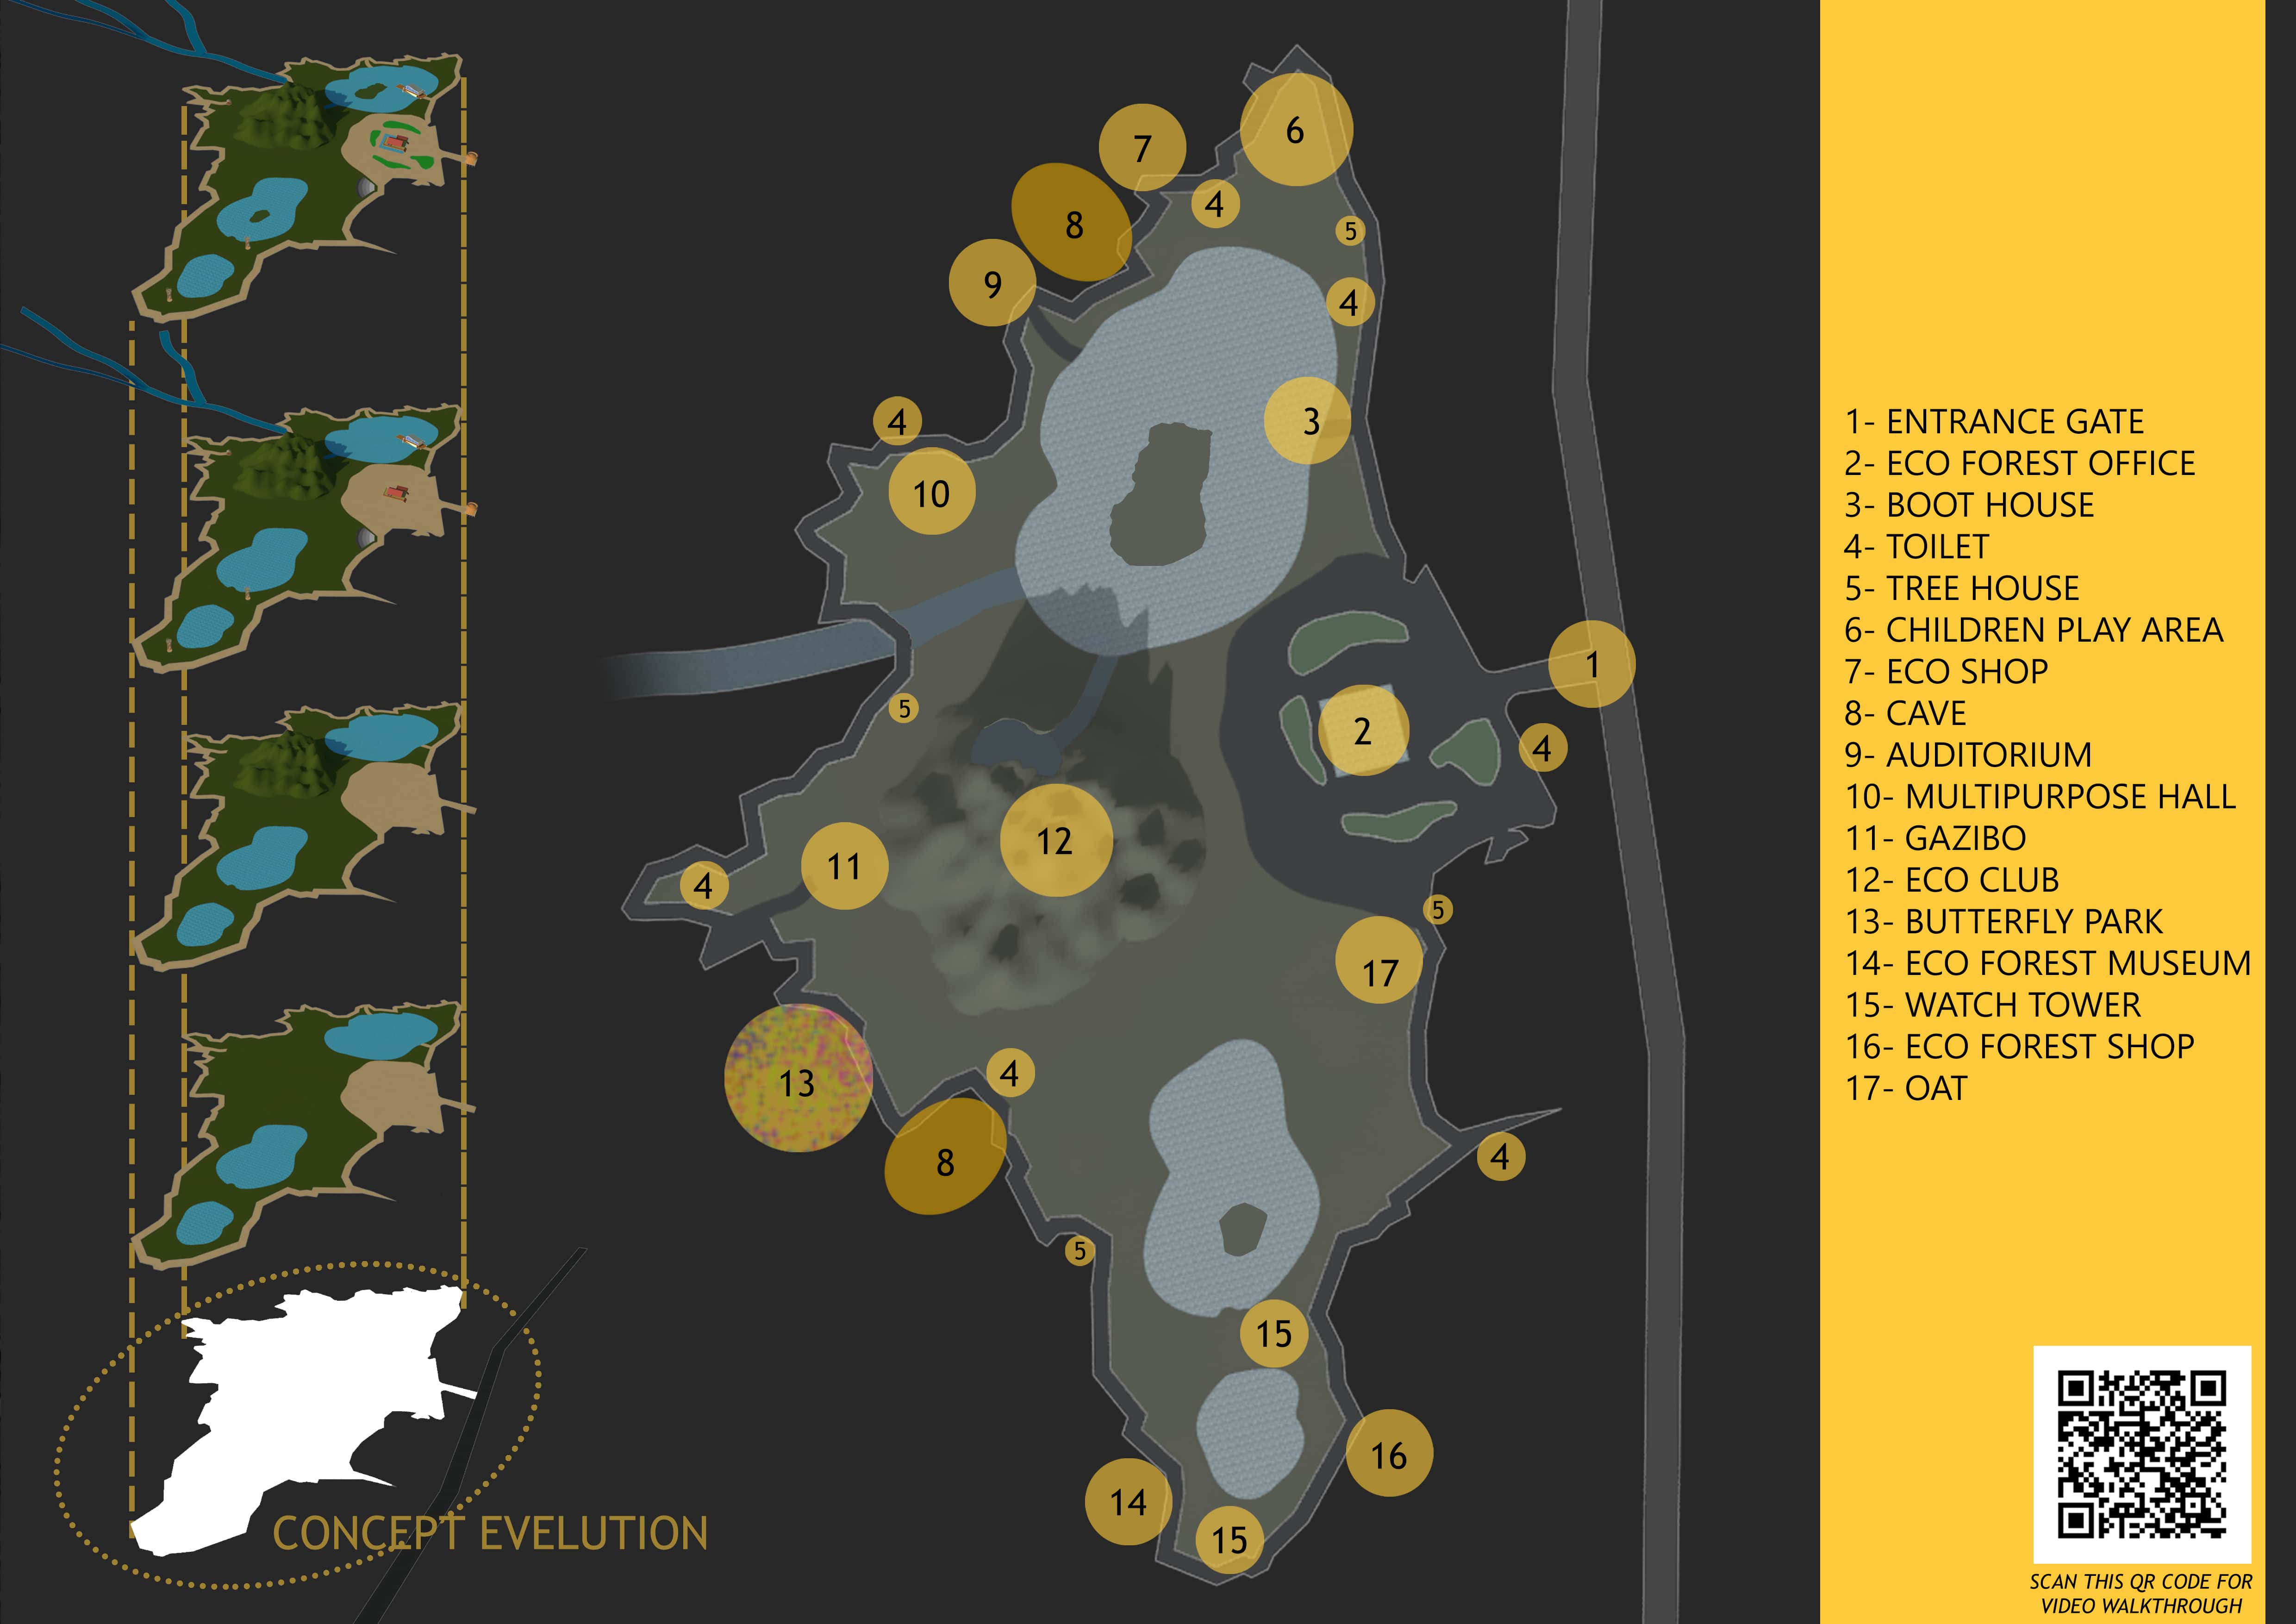 6
7
4
8
5
9
4
3
4
10
1
5
2
4
12
11
4
5
17
4
13
8
4
5
15
16
14
15
CONCEPT EVELUTION
1- ENTRANCE GATE
2- ECO FOREST OFFICE
3- BOOT HOUSE
4- TOILET
5- TREE HOUSE
6- CHILDREN PLAY AREA
7- ECO SHOP
8- CAVE
9- AUDITORIUM
10- MULTIPURPOSE HALL
11- GAZIBO
12- ECO CLUB
13- BUTTERFLY PARK
14- ECO FOREST MUSEUM
15- WATCH TOWER
16- ECO FOREST SHOP
17- OAT
SCAN THIS QR CODE FOR
VIDEO WALKTHROUGH